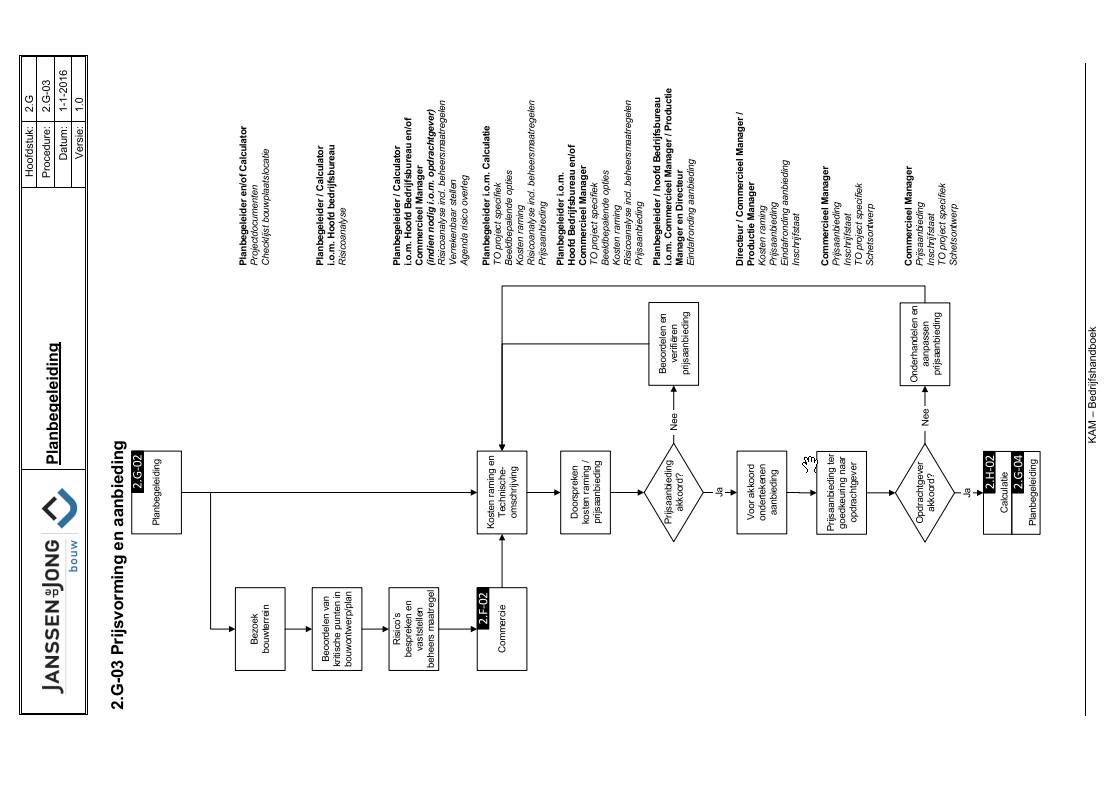 JANSSEN DE JONG
bouw
Planbegeleiding
Hoofdstuk: 2.G
Procedure: 2.G-03
Datum: 1-1-2016
Versie: 1.0
2.G-03 Prijsvorming en aanbieding
2.G-02
Planbegeleiding
Bezoek
bouwterrein
Beoordelen van
kritische punten in
bouwontwerp/plan
Risico's
bespreken en
vaststellen
beheers maatregel
2.F-02
Commercie
Kosten raming en
Technische-
omschrijving
Doorspreken
kosten raming /
prijsaanbieding
Prijsaanbieding
akkoord?
Nee
Beoordelen en
verifiëren
prijsaanbieding
Ja
Voor akkoord
ondertekenen
aanbieding
Prijsaanbieding ter
goedkeuring naar
opdrachtgever
Opdrachtgever
akkoord?
Nee
Onderhandelen en
aanpassen
prijsaanbieding
Ja
2.H-02
Calculatie
2.G-04
Planbegeleiding
Planbegeleider en/of Calculator
Projectdocumenten
Checklijst bouwplaatslocatie
Planbegeleider / Calculator
i.o.m. Hoofd bedrijfsbureau
Risicoanalyse
Planbegeleider / Calculator
i.o.m. Hoofd Bedrijfsbureau en/of
Commercieel Manager
(indien nodig i.o.m. opdrachtgever)
Risicoanalyse incl. beheersmaatregelen
Verrekenbaar stellen
Agenda risico overleg
Planbegeleider i.o.m. Calculatie
TO project specifiek
Beeldbepalende opties
Kosten raming
Risicoanalyse incl. beheersmaatregelen
Prijsaanbieding
Planbegeleider i.o.m.
Hoofd Bedrijfsbureau en/of
Commercieel Manager
TO project specifiek
Beeldbepalende opties
Kosten raming
Risicoanalyse incl. beheersmaatregelen
Prijsaanbieding
Planbegeleider / hoofd Bedrijfsbureau
i.o.m. Commercieel Manager / Productie
Manager en Directeur
Eindafronding aanbieding
Directeur / Commercieel Manager /
Productie Manager
Kosten raming
Prijsaanbieding
Eindafronding aanbieding
Inschrijfstaat
Commercieel Manager
Prijsaanbieding
Inschrijfstaat
TO project specifiek
Schetsontwerp
Commercieel Manager
Prijsaanbieding
Inschrijfstaat
TO project specifiek
Schetsontwerp
KAM – Bedrijfshandboek